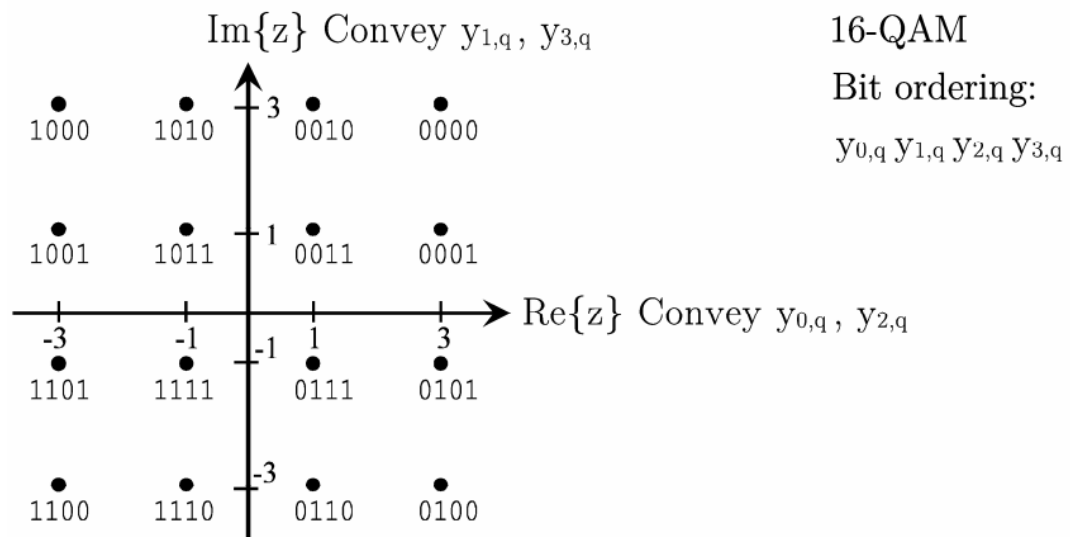 Im{z} Convey y1,q, y3,q
16-QAM
Bit ordering:
y0,q y1,q y2,q y3,q
3
1000 1010 0010 0000
1
1001 1011 0011 0001
Re{z} Convey y0,q, y2,q
-3 -1 1 3
-1
1101 1111 0111 0101
-3
1100 1110 0110 0100